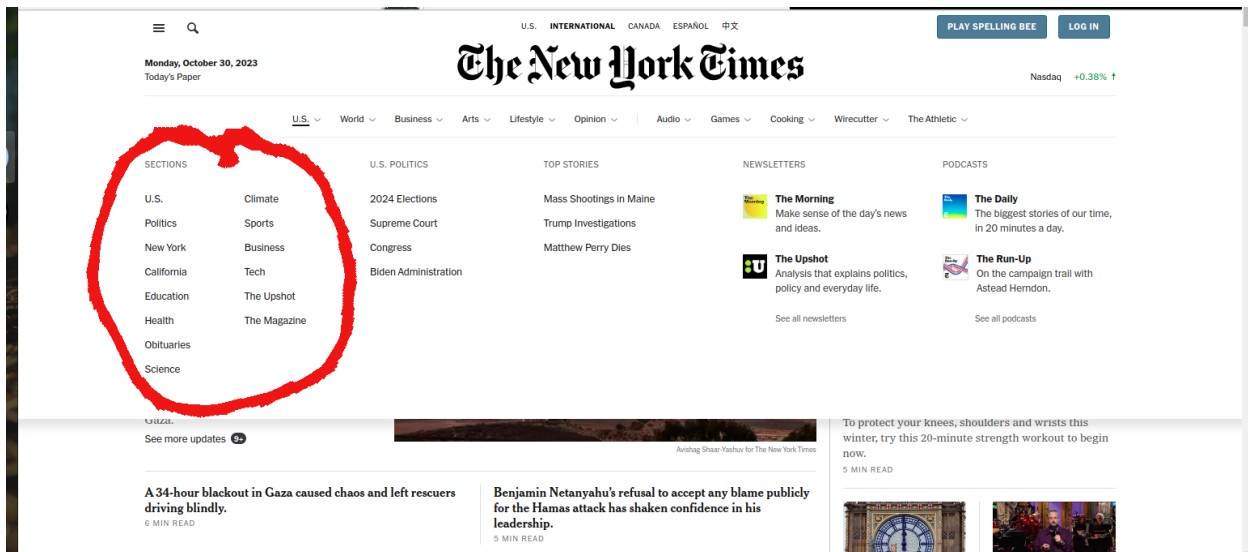 U.S. INTERNATIONAL CANADA ESPAÑOL 中文
PLAY SPELLING BEE
LOG IN
Monday, October 30, 2023
Today's Paper
The New York Times
Nasdaq +0.38% ↑
U.S. World Business Arts Lifestyle Opinion Audio Games Cooking Wirecutter The Athletic
SECTIONS
U.S.
Politics
New York
California
Education
Health
Obituaries
Science
Climate
Sports
Business
Tech
The Upshot
The Magazine
U.S. POLITICS
2024 Elections
Supreme Court
Congress
Biden Administration
TOP STORIES
Mass Shootings in Maine
Trump Investigations
Matthew Perry Dies
NEWSLETTERS
The Morning
The Morning
Make sense of the day's news
and ideas.
:U
The Upshot
Analysis that explains politics,
policy and everyday life.
See all newsletters
PODCASTS
The Daily
The biggest stories of our time,
in 20 minutes a day.
The Run-Up
On the campaign trail with
Astead Herndon.
See all podcasts
Gaza.
See more updates 9+
Avishag Shaar-Yashuv for The New York Times
To protect your knees, shoulders and wrists this
winter, try this 20-minute strength workout to begin
now.
5 MIN READ
A 34-hour blackout in Gaza caused chaos and left rescuers
driving blindly.
6 MIN READ
Benjamin Netanyahu's refusal to accept any blame publicly
for the Hamas attack has shaken confidence in his
leadership.
5 MIN READ